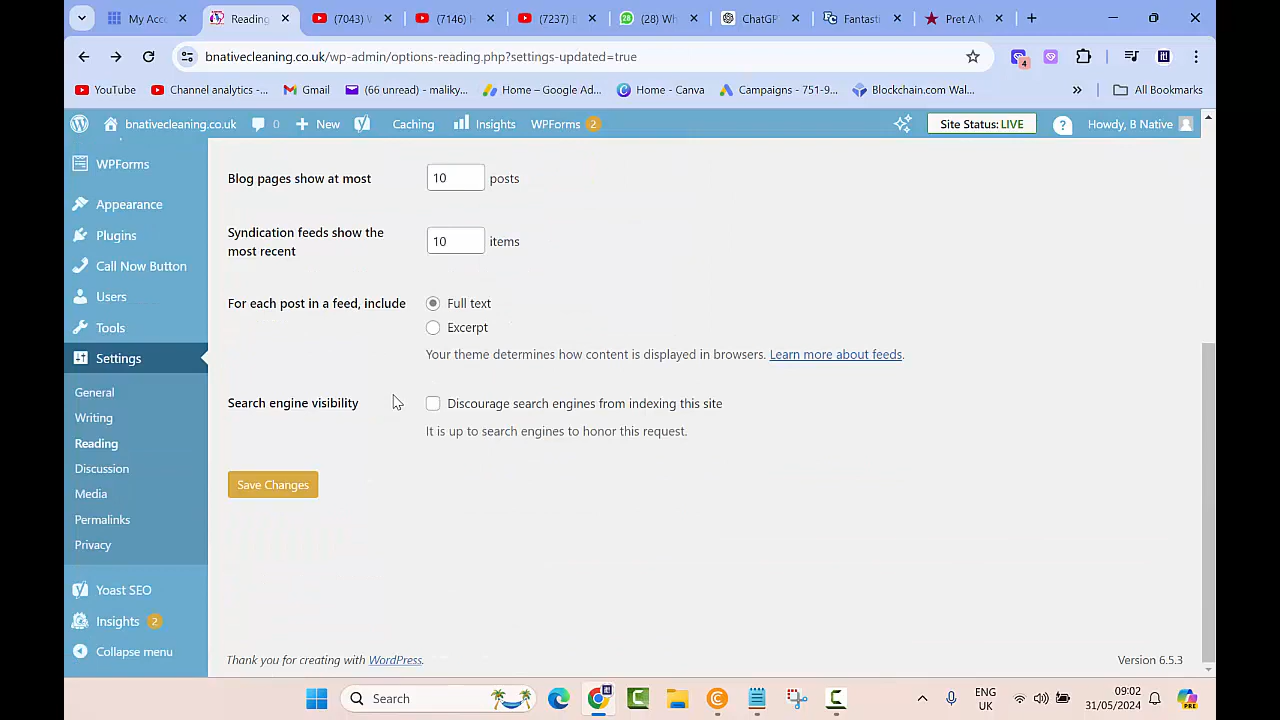 My Acc
Reading
(7043) W
(7146) H
(7237) E
(28) Wh
ChatGP
Fantasti
Pret A M
bnativecleaning.co.uk/wp-admin/options-reading.php?settings-updated=true
4
YouTube
Channel analytics -...
Gmail
(66 unread) - maliky...
Home – Google Ad...
Home - Canva
Campaigns - 751-9...
Blockchain.com Wal...
»
All Bookmarks
bnativecleaning.co.uk
0
New
Caching
Insights
WPForms 2
Site Status: LIVE
Howdy, B Native
WPForms
Appearance
Plugins
Call Now Button
Users
Tools
Settings
General
Writing
Reading
Discussion
Media
Permalinks
Privacy
Yoast SEO
Insights 2
Collapse menu
Blog pages show at most 10 posts
Syndication feeds show the
most recent
10 items
For each post in a feed, include
Full text
Excerpt
Your theme determines how content is displayed in browsers. Learn more about feeds.
Search engine visibility
Discourage search engines from indexing this site
It is up to search engines to honor this request.
Save Changes
Thank you for creating with WordPress.
Version 6.5.3
Search
ENG
UK
09:02
31/05/2024
PRE